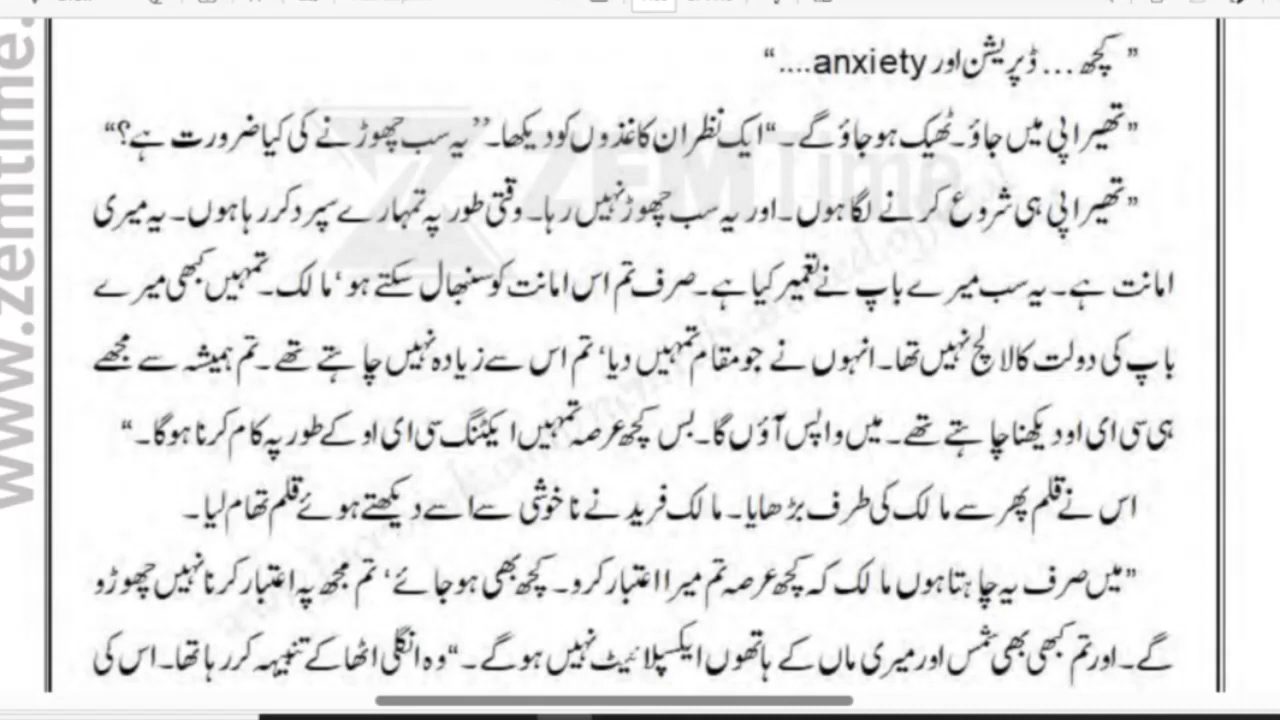 ” کچھ ... ڈپریشن اور anxiety ....“
”تھیراپی میں جاؤ۔ ٹھیک ہو جاؤ گے۔“ ایک نظر ان کاغذوں کو دیکھا۔ ”یہ سب چھوڑنے کی کیا ضرورت ہے؟“
”تھیراپی ہی شروع کرنے لگا ہوں۔ اور یہ سب چھوڑ نہیں رہا۔ وقتی طور پہ تمہارے سپرد کر رہا ہوں۔ یہ میری
امانت ہے۔ یہ سب میرے باپ نے تعمیر کیا ہے۔ صرف تم اس امانت کو سنبھال سکتے ہو ‘ مالک۔ تمہیں کبھی میرے
باپ کی دولت کا لالچ نہیں تھا۔ انہوں نے جو مقام تمہیں دیا‘ تم اس سے زیادہ نہیں چاہتے تھے۔ تم ہمیشہ سے مجھے
ہی سی ای او دیکھنا چاہتے تھے۔ میں واپس آؤں گا۔ بس کچھ عرصہ تمہیں ایکٹنگ سی ای او کے طور پہ کام کرنا ہوگا۔“
اس نے قلم پھر سے مالک کی طرف بڑھایا۔ مالک فرید نے ناخوشی سے اسے دیکھتے ہوئے قلم تھام لیا۔
”میں صرف یہ چاہتا ہوں مالک کہ کچھ عرصہ تم میرا اعتبار کرو۔ کچھ بھی ہو جائے‘ تم مجھ پہ اعتبار کرنا نہیں چھوڑو
گے۔ اور تم کبھی بھی شمس اور میری ماں کے ہاتھوں ایکسپلائیٹ نہیں ہوگے۔“ وہ انگلی اٹھا کے تنبیہہ کر رہا تھا۔ اس کی
www.zemtime.
ZEM Time